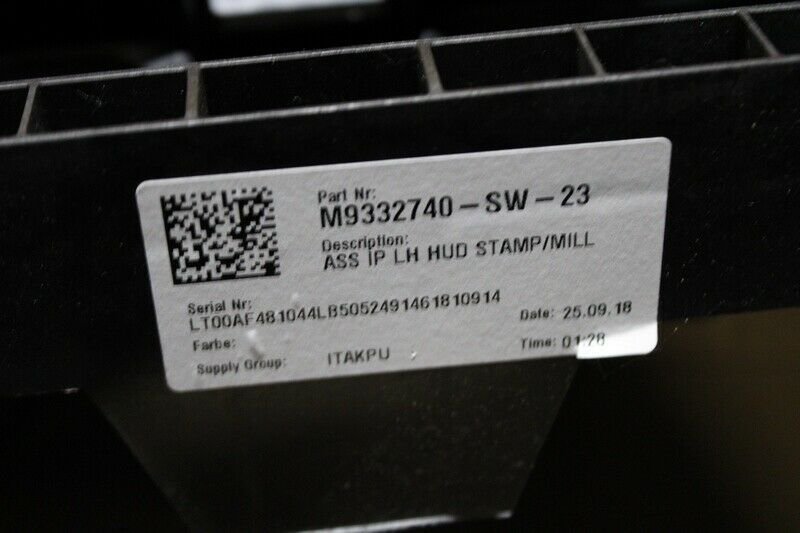 Part Nr:
M9332740-SW-23
Description:
ASS IP LH HUD STAMP/MILL
Serial Nr:
LT00AF481044LB5052491461810914
Date: 25.09.18
Farbe:
Time: 01:28
Supply Group: ITAKPU